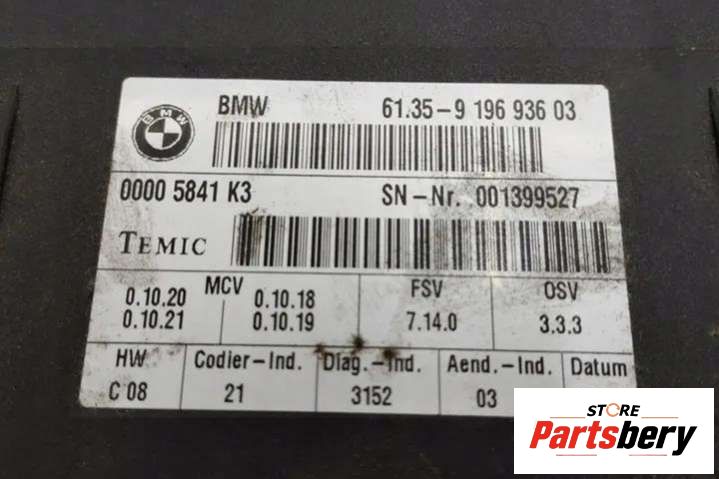 BMW
BMW 61.35-9 196 936 03
0000 5841 K3 SN-Nr. 001399527
TEMIC
MCV FSV OSV
0.10.20 0.10.18
0.10.21 0.10.19 7.14.0 3.3.3
HW Codier-Ind. Diag.-Ind. Aend.-Ind. Datum
C 08 21 3152 03
STORE
Partsbery